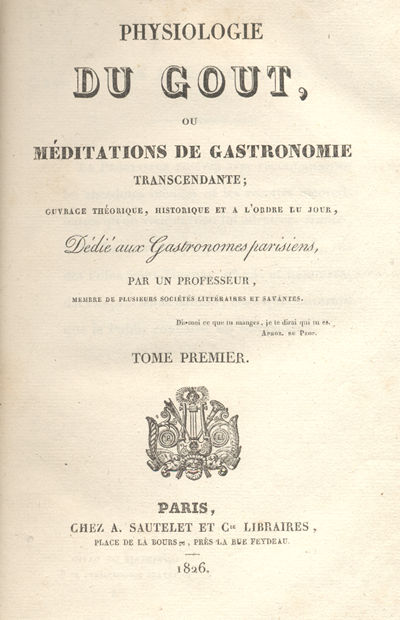 PHYSIOLOGIE
DU GOUT,
OU
MÉDITATIONS DE GASTRONOMIE
TRANSCENDANTE;
OUVRAGE THÉORIQUE, HISTORIQUE ET A L'ORDRE DU JOUR,
Dédié aux Gastronomes parisiens,
PAR UN PROFESSEUR,
MEMBRE DE PLUSIEURS SOCIÉTÉS LITTÉRAIRES ET SAVANTES.
Dis-moi ce que tu manges, je te dirai qui tu es.
APHOR. DU PROF.
TOME PREMIER.
PARIS,
CHEZ A. SAUTELET ET Cie LIBRAIRES,
PLACE DE LA BOURSE, PRÈS LA RUE FEYDEAU.
1826.